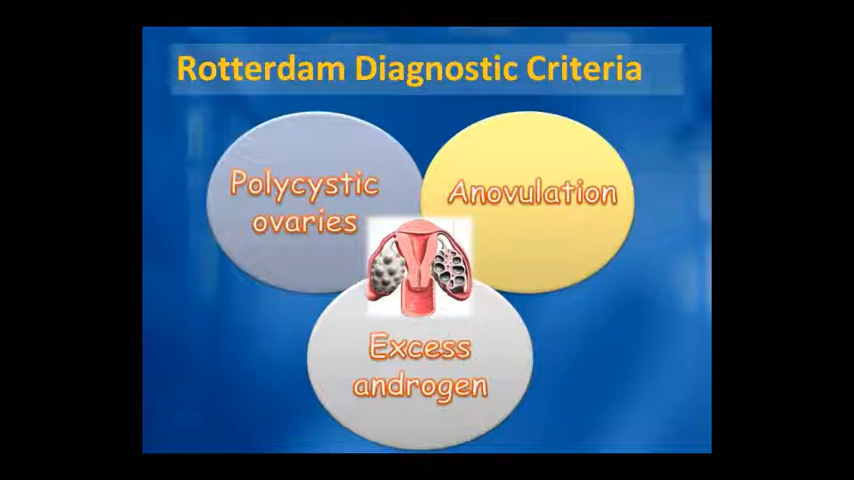 Rotterdam Diagnostic Criteria
Polycystic
ovaries
Anovulation
Excess
androgen